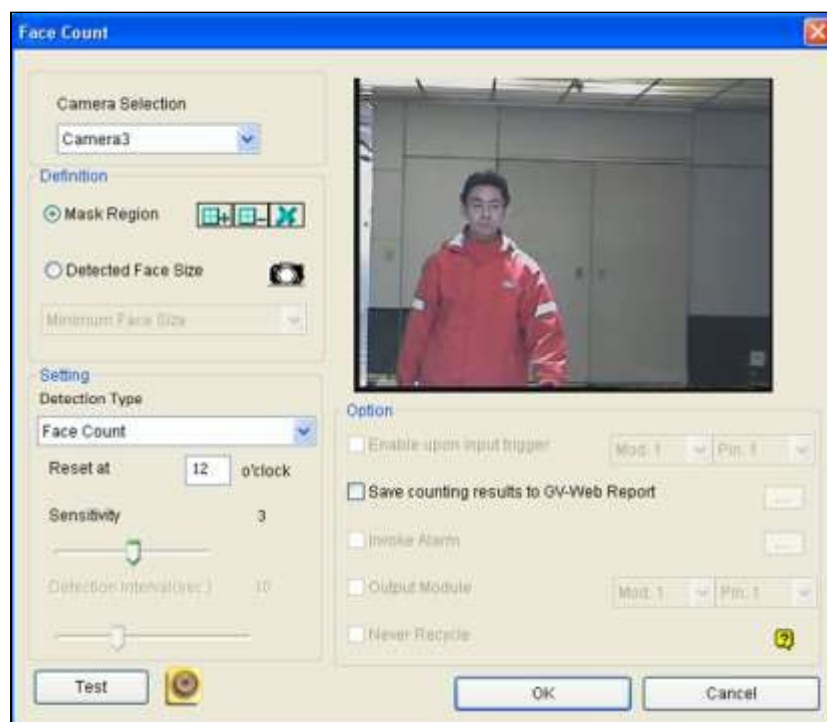 Face Count
Camera Selection
Camera3
Definition
Mask Region
Detected Face Size
Minimum Face Size
Setting
Detection Type
Face Count
Reset at 12 o'clock
Sensitivity 3
Detection Interval(sec.) 10
Test
Option
Enable upon input trigger Mod. 1 Pin. 1
Save counting results to GV-Web Report ...
Invoke Alarm ...
Output Module Mod. 1 Pin. 1
Never Recycle
OK Cancel